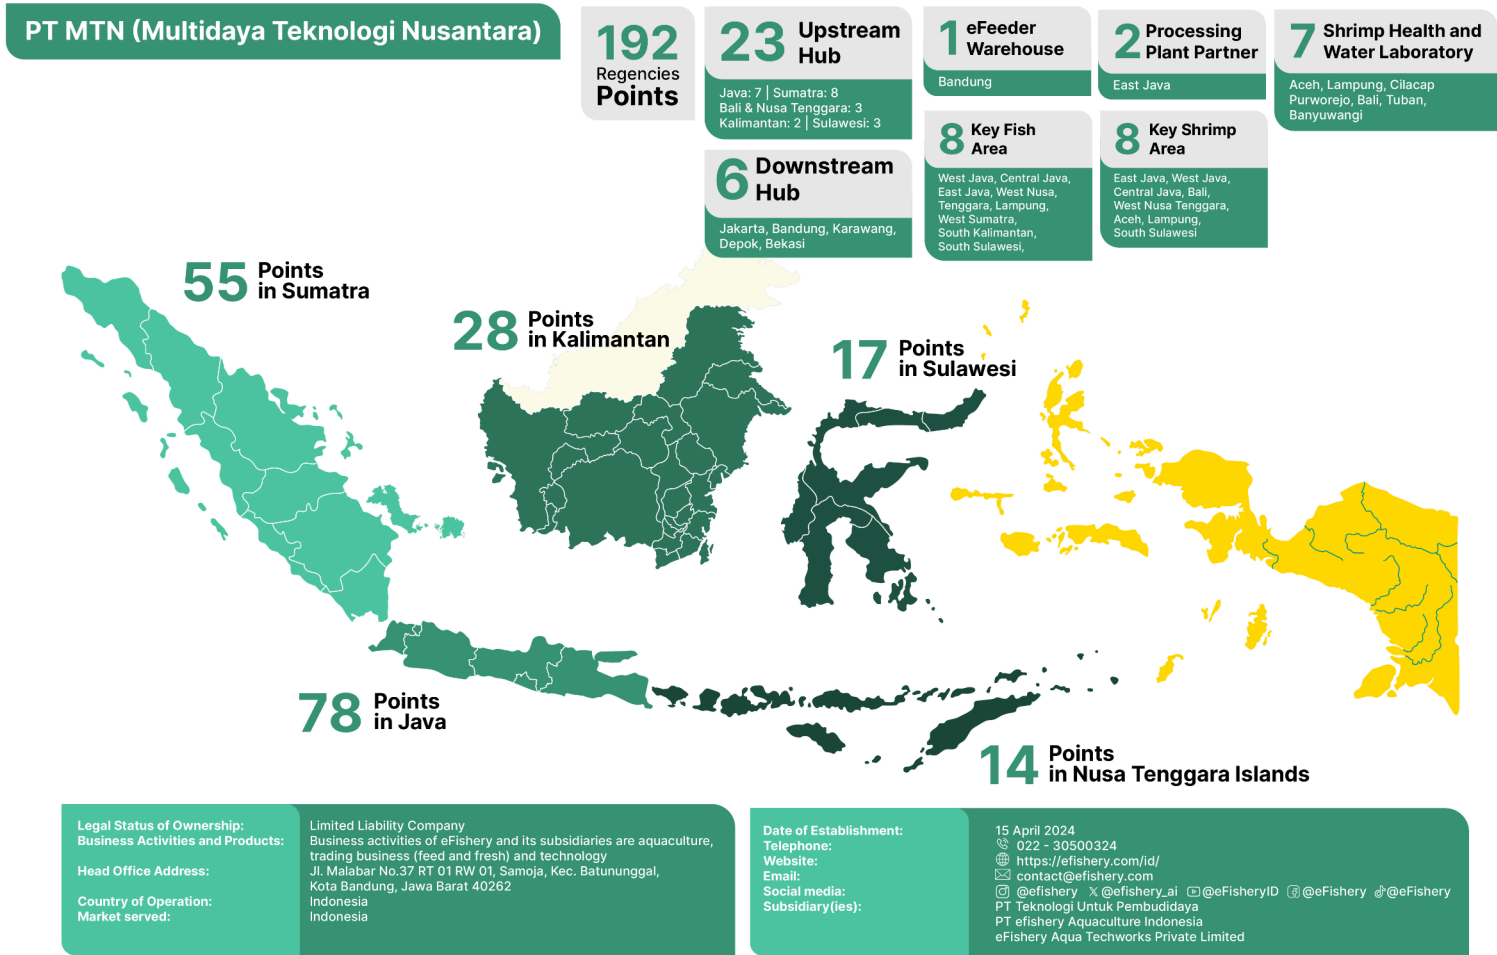 PT MTN (Multidaya Teknologi Nusantara)
192
Regencies
Points
23
Upstream
Hub
Java: 7 | Sumatra: 8
Bali & Nusa Tenggara: 3
Kalimantan: 2 | Sulawesi: 3
1
eFeeder
Warehouse
Bandung
2
Processing
Plant Partner
East Java
7
Shrimp Health and
Water Laboratory
Aceh, Lampung, Cilacap
Purworejo, Bali, Tuban,
Banyuwangi
6
Downstream
Hub
Jakarta, Bandung, Karawang,
Depok, Bekasi
8
Key Fish
Area
West Java, Central Java,
East Java, West Nusa,
Tenggara, Lampung,
West Sumatra,
South Kalimantan,
South Sulawesi,
8
Key Shrimp
Area
East Java, West Java,
Central Java, Bali,
West Nusa Tenggara,
Aceh, Lampung,
South Sulawesi
55
Points
in Sumatra
28
Points
in Kalimantan
17
Points
in Sulawesi
78
Points
in Java
14
Points
in Nusa Tenggara Islands
Legal Status of Ownership: Limited Liability Company
Business Activities and Products: Business activities of eFishery and its subsidiaries are aquaculture,
trading business (feed and fresh) and technology
Head Office Address: Jl. Malabar No.37 RT 01 RW 01, Samoja, Kec. Batununggal,
Kota Bandung, Jawa Barat 40262
Country of Operation: Indonesia
Market served: Indonesia
Date of Establishment: 15 April 2024
Telephone: 022 - 30500324
Website: https://efishery.com/id/
Email: contact@efishery.com
Social media: @efishery @efishery_ai @eFisheryID @eFishery @eFishery
Subsidiary(ies): PT Teknologi Untuk Pembudidaya
PT efishery Aquaculture Indonesia
eFishery Aqua Techworks Private Limited